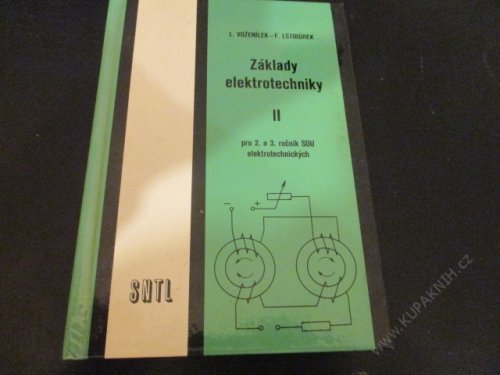 L. VOŽENÍLEK - F. LSTIBŮREK
Základy
elektrotechniky
II
pro 2. a 3. ročník SOU
elektrotechnických
− +
SNTL
WWW.KUPAKNIH.CZ